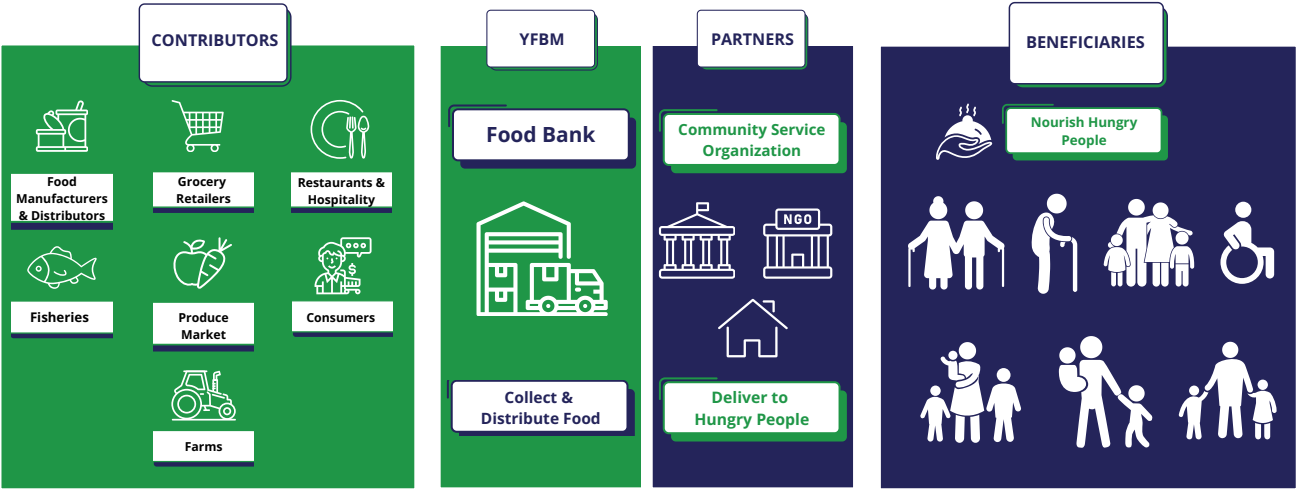 CONTRIBUTORS
Food
Manufacturers
& Distributors
Grocery
Retailers
Restaurants &
Hospitality
$
Fisheries
Produce
Market
Consumers
Farms
YFBM
Food Bank
Collect &
Distribute Food
PARTNERS
Community Service
Organization
NGO
Deliver to
Hungry People
BENEFICIARIES
Nourish Hungry
People